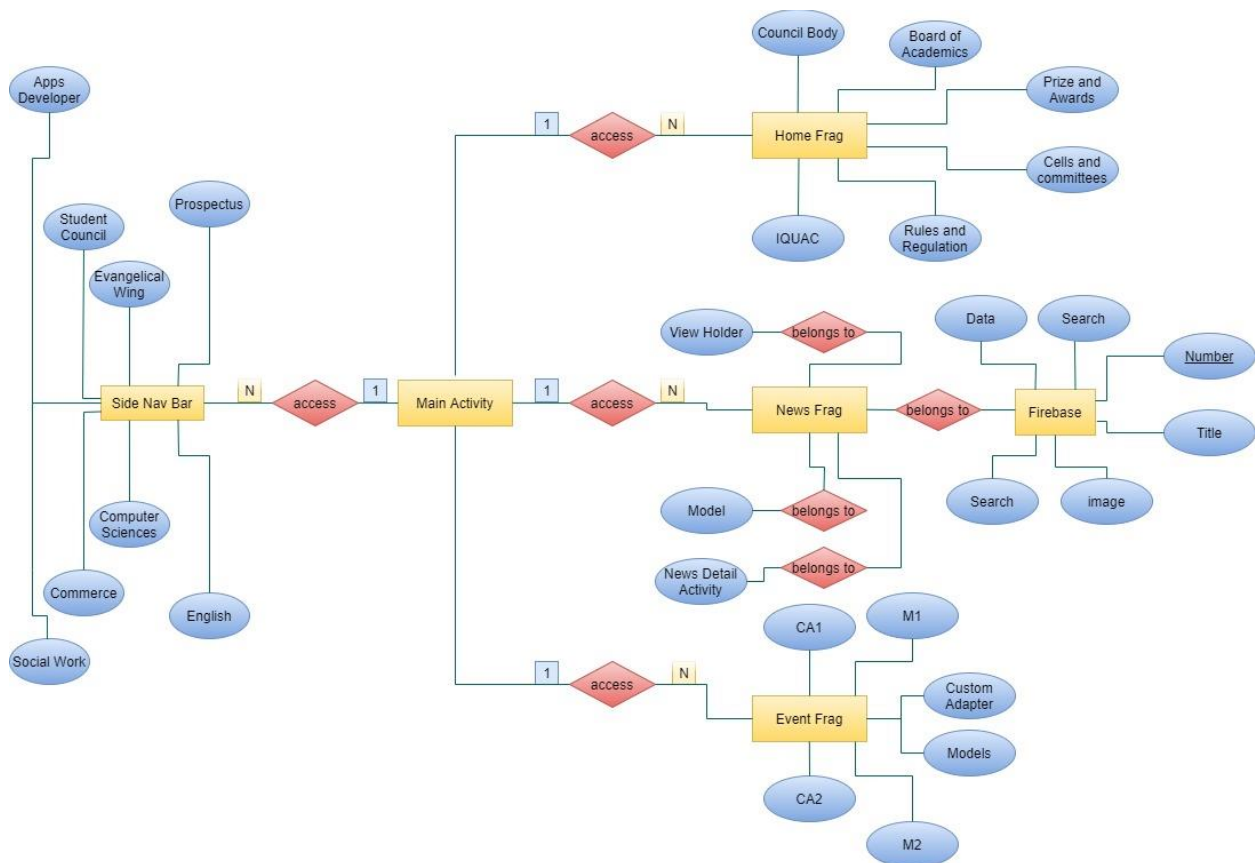 Council Body
Board of
Academics
Apps
Developer
Prize and
Awards
1
access
N
Home Frag
Cells and
committees
Prospectus
Student
Council
IQUAC
Rules and
Regulation
Evangelical
Wing
View Holder
belongs to
Data
Search
Number
Side Nav Bar
N
access
1
Main Activity
1
access
N
News Frag
belongs to
Firebase
Title
Computer
Sciences
Model
belongs to
Search
image
Commerce
English
News Detail
Activity
belongs to
CA1
M1
Social Work
1
access
N
Custom
Adapter
Event Frag
Models
CA2
M2